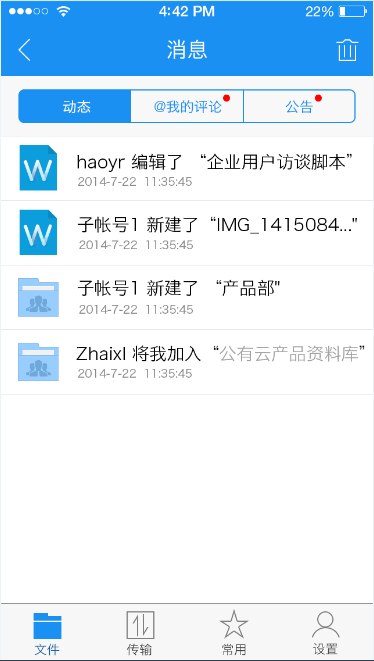 4:42 PM 22%
消息
动态 @我的评论 公告
W haoyr 编辑了 “企业用户访谈脚本”
2014-7-22 11:35:45
W 子帐号1 新建了“IMG_1415084..."
2014-7-22 11:35:45
子帐号1 新建了 “产品部"
2014-7-22 11:35:45
Zhaixl 将我加入“公有云产品资料库”
2014-7-22 11:35:45
文件 传输 常用 设置